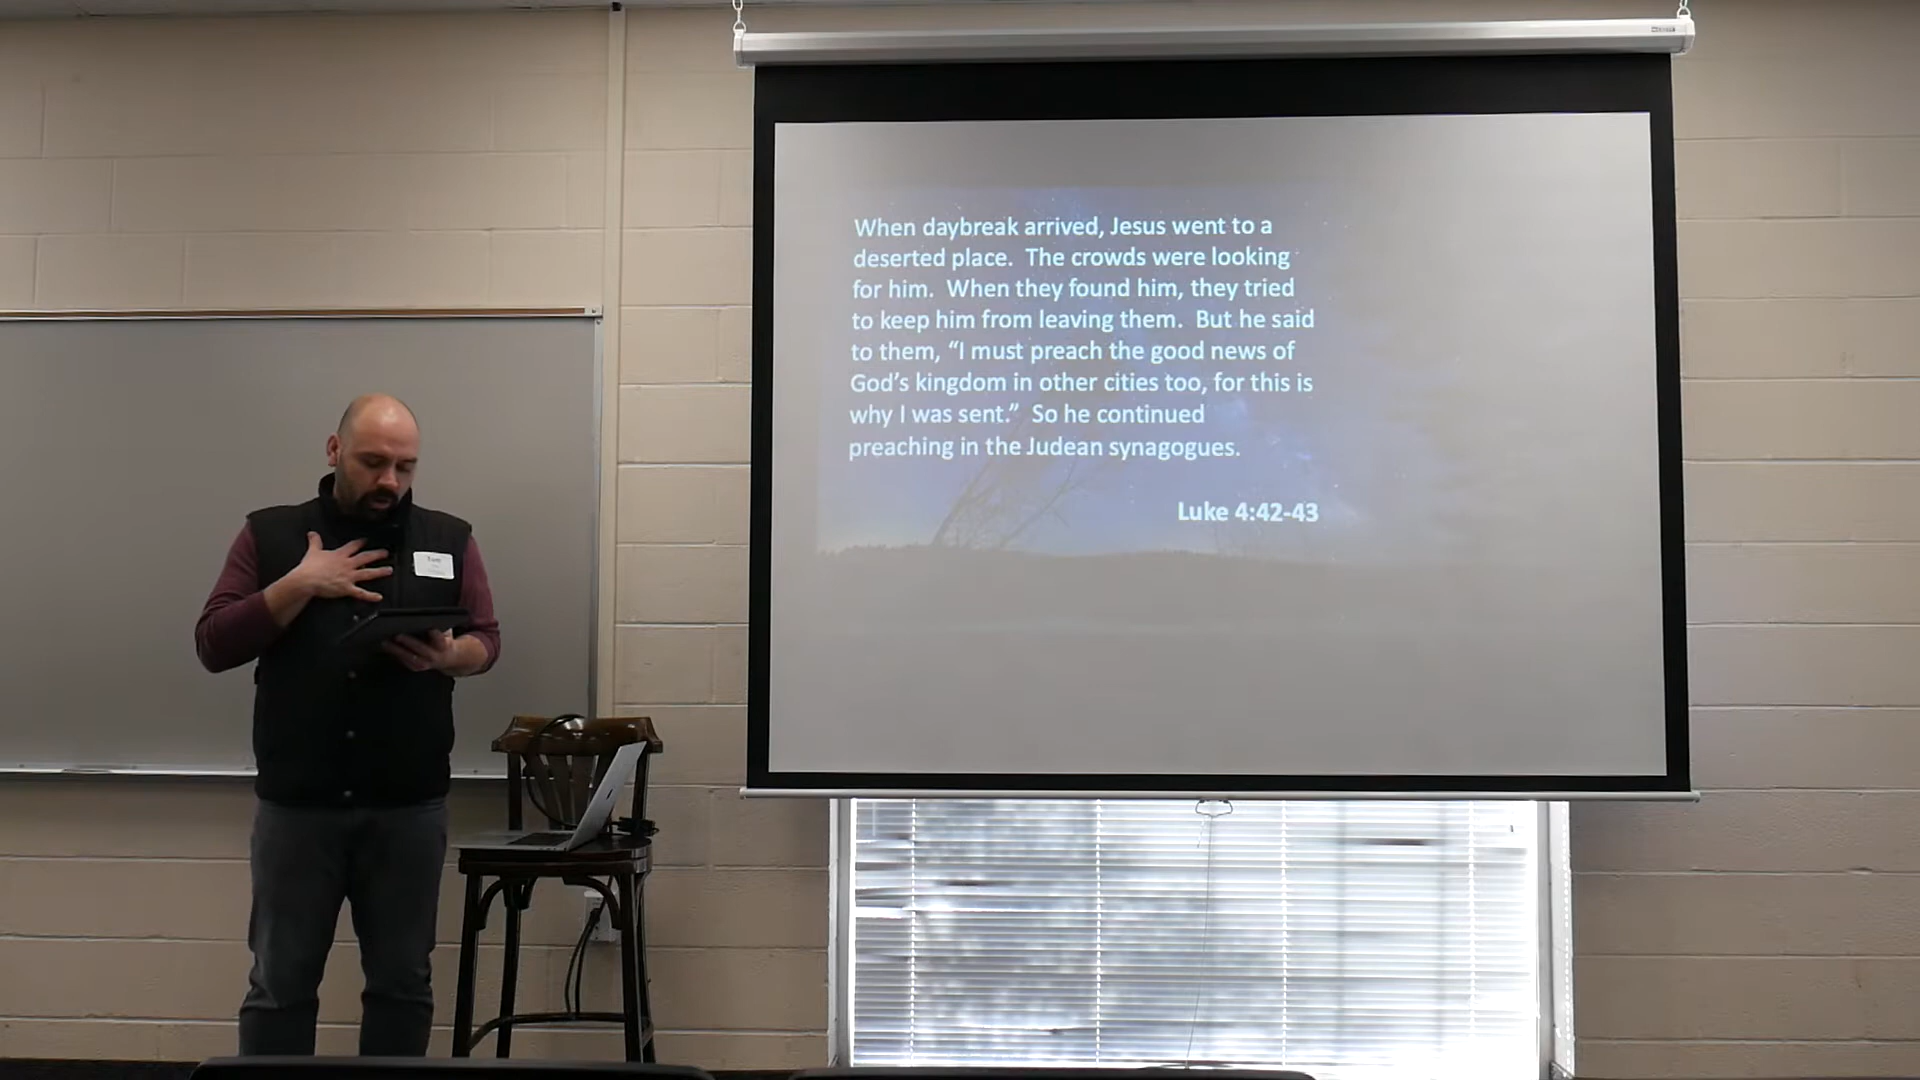 When daybreak arrived, Jesus went to a
deserted place. The crowds were looking
for him. When they found him, they tried
to keep him from leaving them. But he said
to them, “I must preach the good news of
God’s kingdom in other cities too, for this is
why I was sent.” So he continued
preaching in the Judean synagogues.
Luke 4:42-43